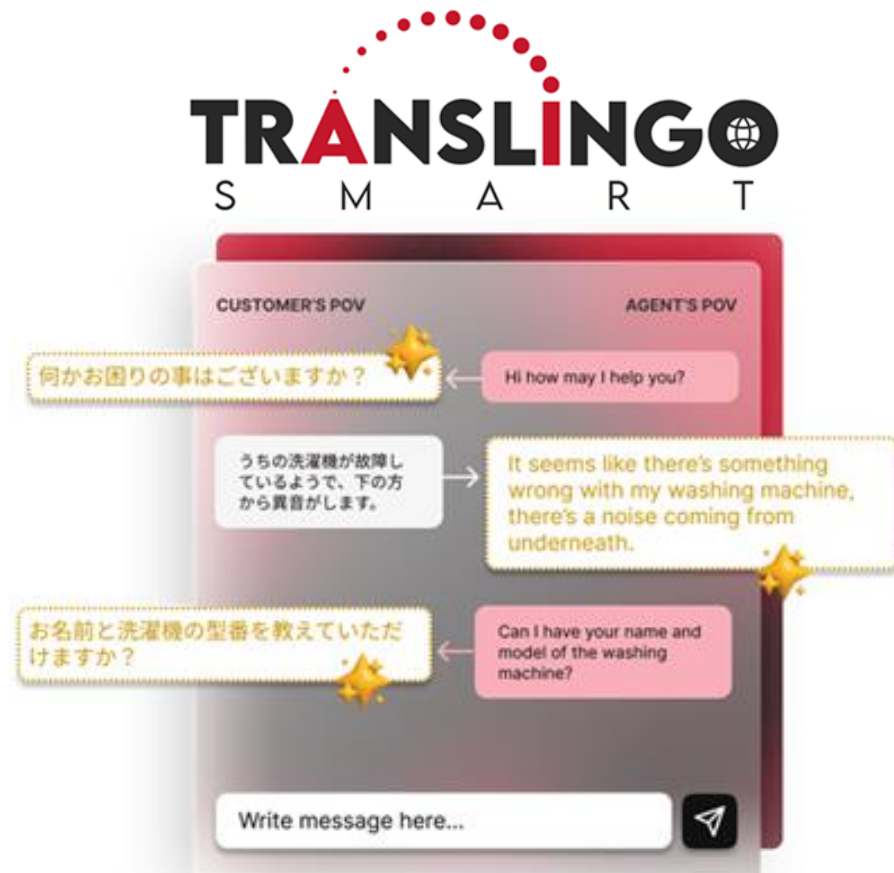 TRANSLINGO
SMART
CUSTOMER'S POV
AGENT'S POV
何かお困りの事はございますか？
Hi how may I help you?
うちの洗濯機が故障し
ているようで、下の方
から異音がします。
It seems like there's something
wrong with my washing machine,
there's a noise coming from
underneath.
お名前と洗濯機の型番を教えていただ
けますか？
Can I have your name and
model of the washing
machine?
Write message here...